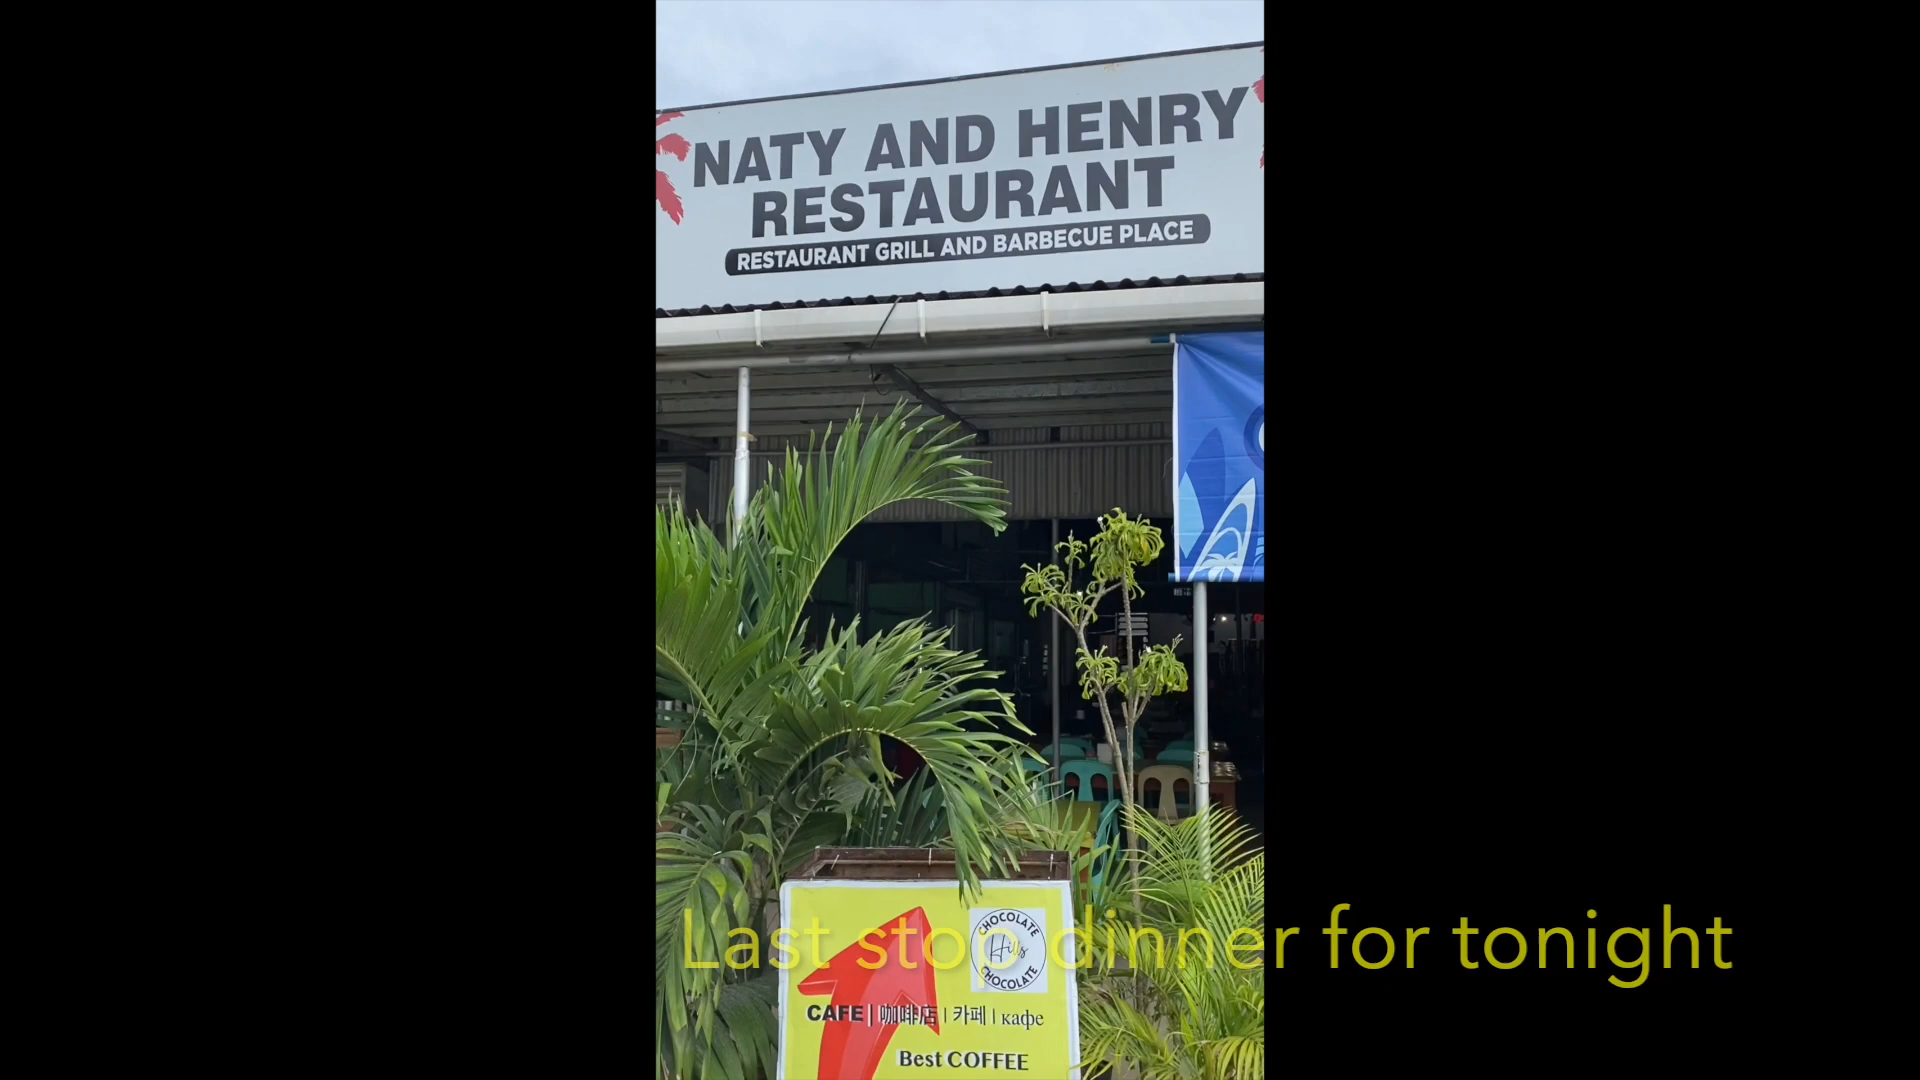 NATY AND HENRY
RESTAURANT
RESTAURANT GRILL AND BARBECUE PLACE
Last stop dinner for tonight
CHOCOLATE
Hills
CHOCOLATE
CAFE | 咖啡店 | 카페 | кафе
Best COFFEE